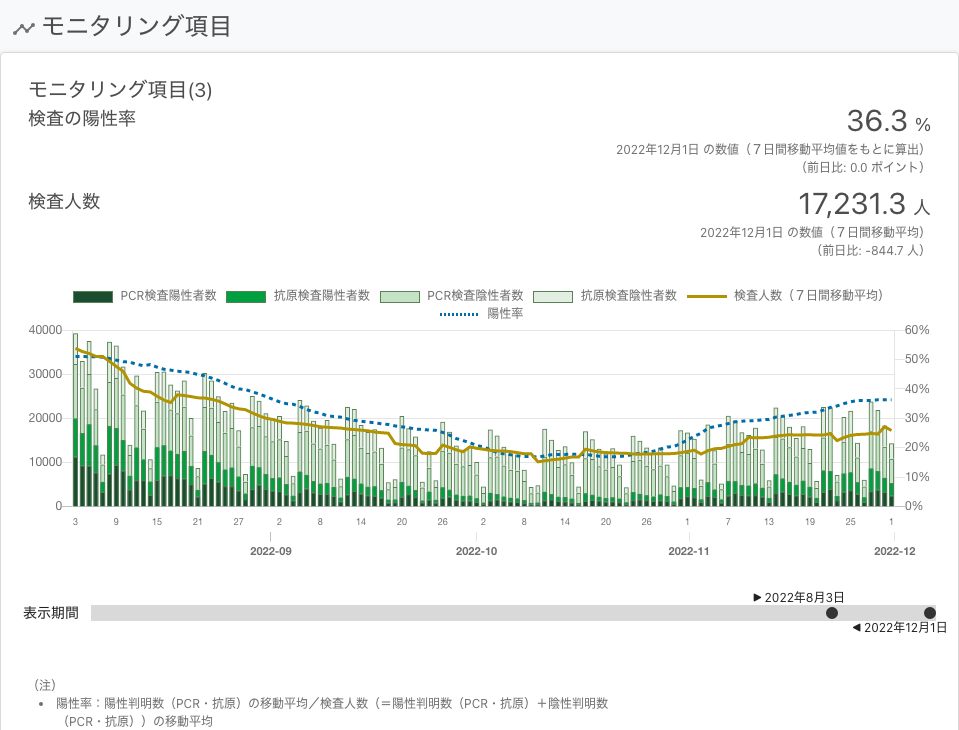 モニタリング項目
モニタリング項目(3)
検査の陽性率
36.3 %
2022年12月1日 の数値（７日間移動平均値をもとに算出）
（前日比: 0.0 ポイント）
検査人数
17,231.3 人
2022年12月1日 の数値（７日間移動平均）
（前日比: -844.7 人）
PCR検査陽性者数 抗原検査陽性者数 PCR検査陰性者数 抗原検査陰性者数 検査人数（７日間移動平均）
陽性率
40000 60%
50%
30000
40%
20000 30%
20%
10000
10%
0 0%
3 9 15 21 27 2 8 14 20 26 2 8 14 20 26 1 7 13 19 25 1
2022-09 2022-10 2022-11 2022-12
▶ 2022年8月3日
表示期間
◀ 2022年12月1日
（注）
• 陽性率：陽性判明数（PCR・抗原）の移動平均／検査人数（＝陽性判明数（PCR・抗原）＋陰性判明数
（PCR・抗原））の移動平均